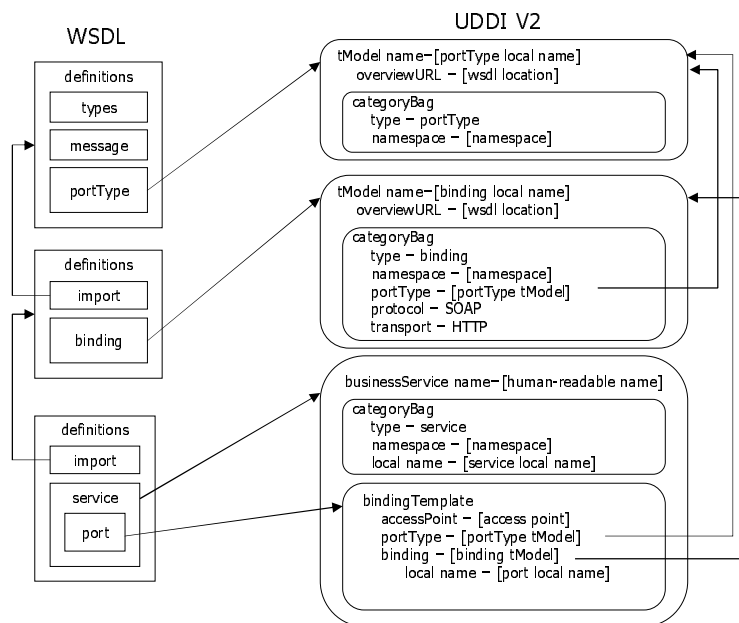 WSDL
definitions
types
message
portType
definitions
import
binding
definitions
import
service
port
UDDI V2
tModel name-[portType local name]
overviewURL - [wsdl location]
categoryBag
type - portType
namespace - [namespace]
tModel name-[binding local name]
overviewURL - [wsdl location]
categoryBag
type - binding
namespace - [namespace]
portType - [portType tModel]
protocol - SOAP
transport - HTTP
businessService name-[human-readable name]
categoryBag
type - service
namespace - [namespace]
local name - [service local name]
bindingTemplate
accessPoint - [access point]
portType - [portType tModel]
binding - [binding tModel]
local name - [port local name]